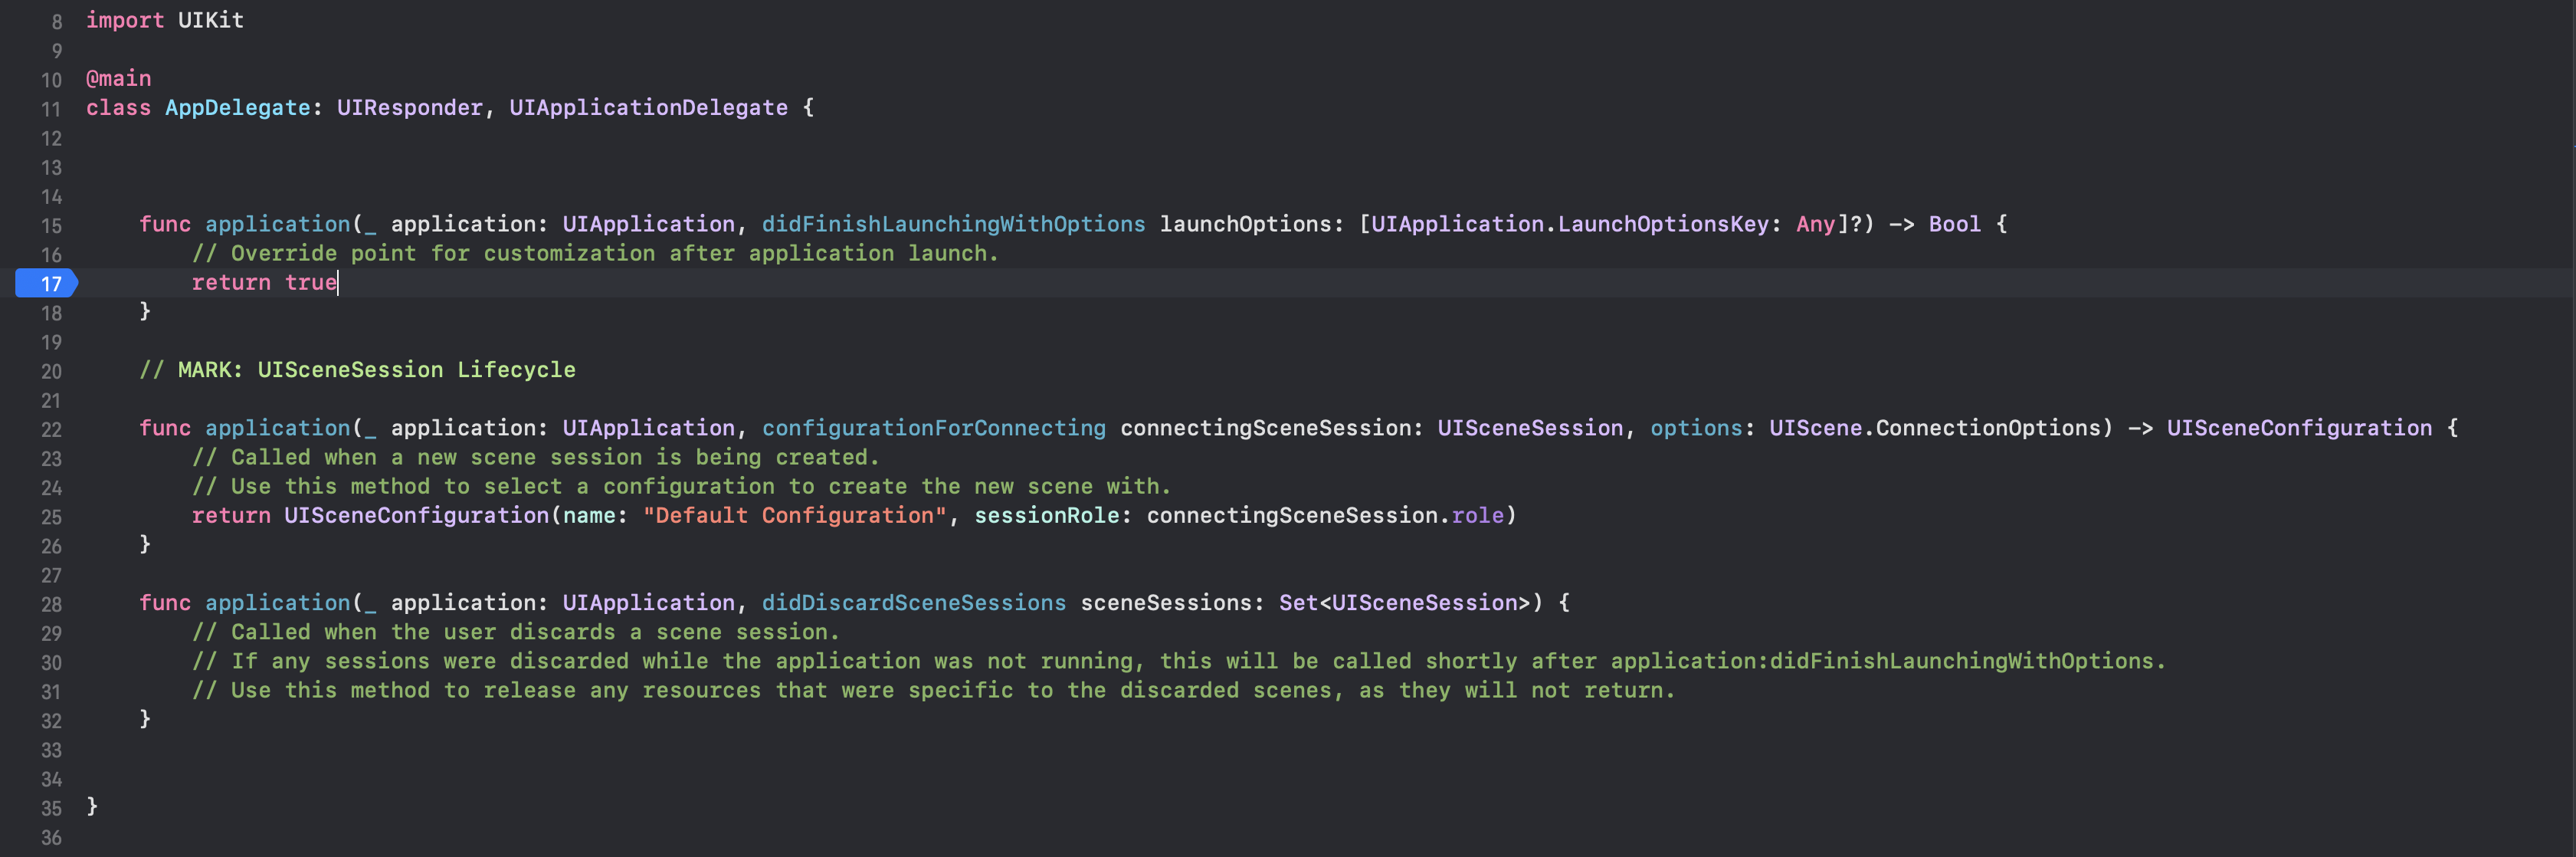 8 import UIKit
9
10 @main
11 class AppDelegate: UIResponder, UIApplicationDelegate {
12
13
14
15     func application(_ application: UIApplication, didFinishLaunchingWithOptions launchOptions: [UIApplication.LaunchOptionsKey: Any]?) -> Bool {
16         // Override point for customization after application launch.
17         return true
18     }
19
20     // MARK: UISceneSession Lifecycle
21
22     func application(_ application: UIApplication, configurationForConnecting connectingSceneSession: UISceneSession, options: UIScene.ConnectionOptions) -> UISceneConfiguration {
23         // Called when a new scene session is being created.
24         // Use this method to select a configuration to create the new scene with.
25         return UISceneConfiguration(name: "Default Configuration", sessionRole: connectingSceneSession.role)
26     }
27
28     func application(_ application: UIApplication, didDiscardSceneSessions sceneSessions: Set<UISceneSession>) {
29         // Called when the user discards a scene session.
30         // If any sessions were discarded while the application was not running, this will be called shortly after application:didFinishLaunchingWithOptions.
31         // Use this method to release any resources that were specific to the discarded scenes, as they will not return.
32     }
33
34
35 }
36